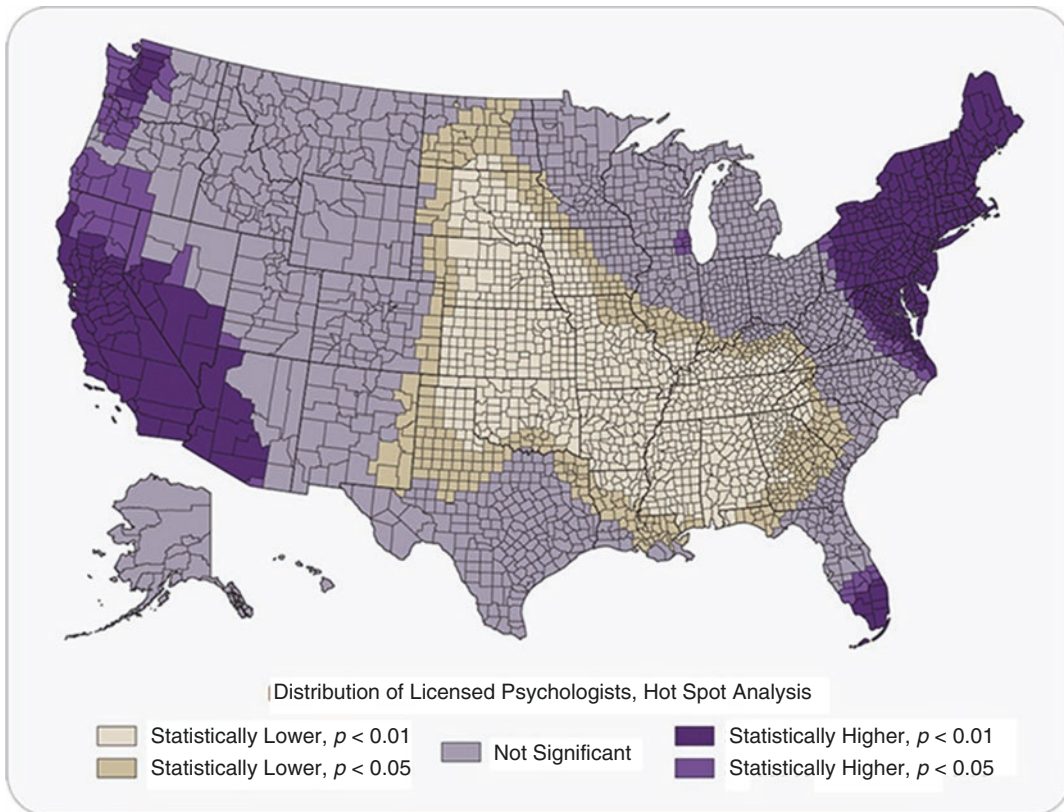 Distribution of Licensed Psychologists, Hot Spot Analysis
Statistically Lower, p < 0.01
Statistically Lower, p < 0.05
Not Significant
Statistically Higher, p < 0.01
Statistically Higher, p < 0.05